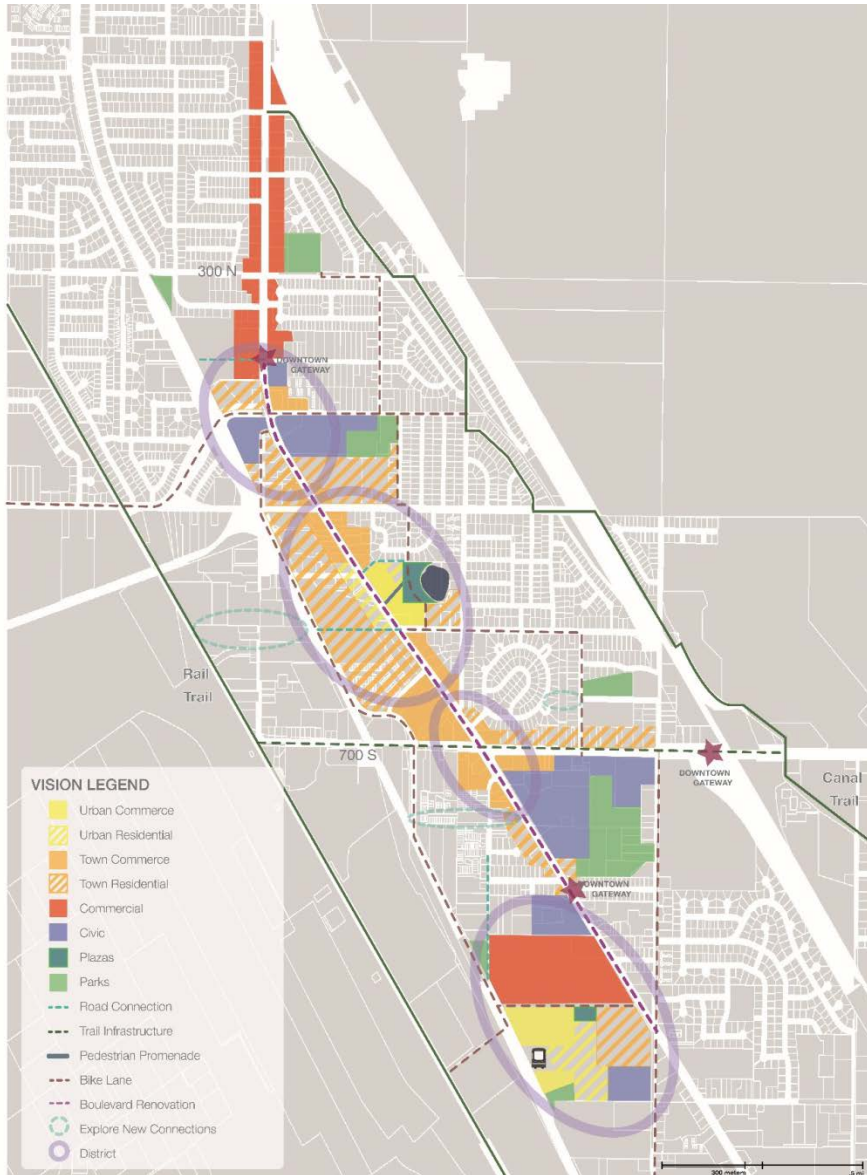 300 N
DOWNTOWN
GATEWAY
Rail
Trail
700 S
DOWNTOWN
GATEWAY
Canal
Trail
DOWNTOWN
GATEWAY
VISION LEGEND
Urban Commerce
Urban Residential
Town Commerce
Town Residential
Commercial
Civic
Plazas
Parks
Road Connection
Trail Infrastructure
Pedestrian Promenade
Bike Lane
Boulevard Renovation
Explore New Connections
District
300 meters